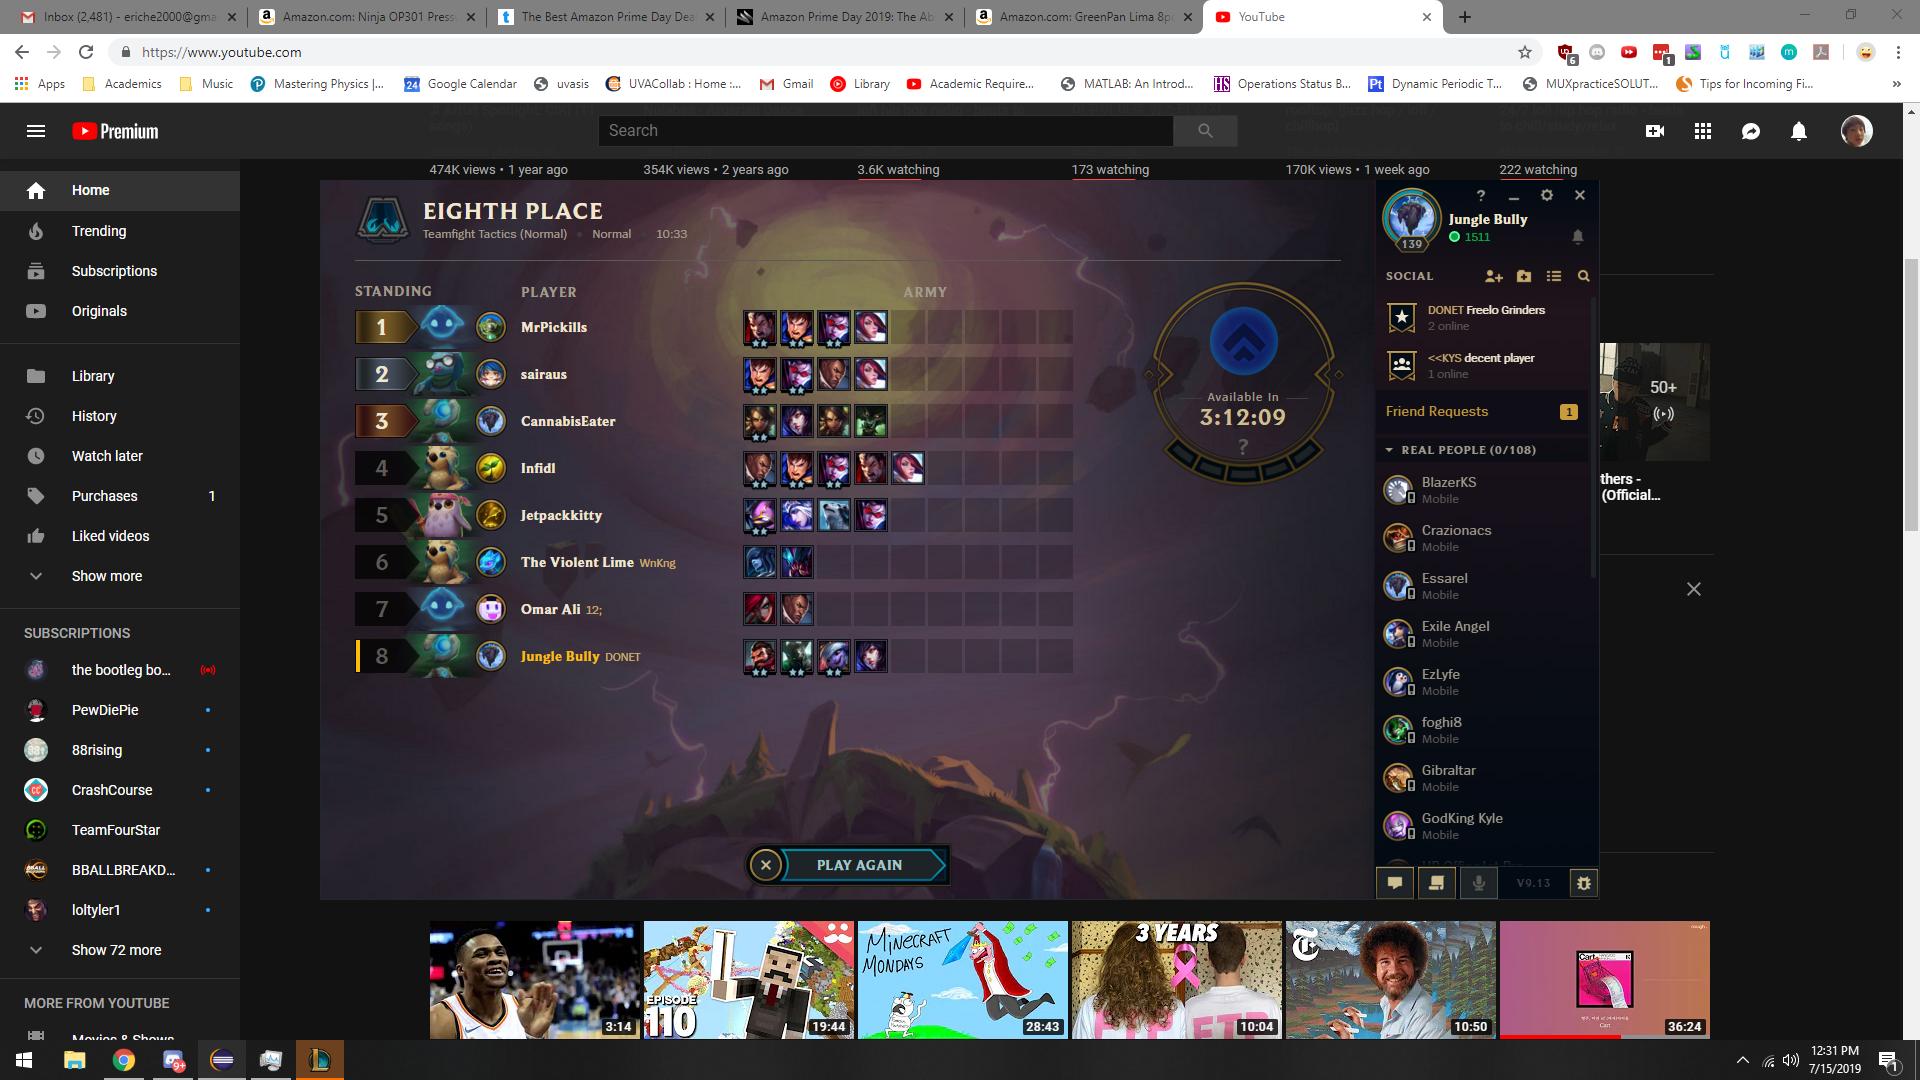 Inbox (2,481) - eriche2000@gma
Amazon.com: Ninja OP301 Press
The Best Amazon Prime Day Dea
Amazon Prime Day 2019: The Ab
Amazon.com: GreenPan Lima 8p
YouTube
https://www.youtube.com
6
1
Apps
Academics
Music
Mastering Physics |...
24
Google Calendar
uvasis
UVACollab : Home :...
Gmail
Library
Academic Require...
MATLAB: An Introd...
HS
Operations Status B...
Pt
Dynamic Periodic T...
MUXpracticeSOLUT...
Tips for Incoming Fi...
Premium
Search
474K views • 1 year ago
354K views • 2 years ago
3.6K watching
173 watching
170K views • 1 week ago
222 watching
Home
Trending
Subscriptions
Originals
Library
History
Watch later
Purchases
1
Liked videos
Show more
SUBSCRIPTIONS
the bootleg bo...
PewDiePie
88rising
CrashCourse
TeamFourStar
BBALLBREAKD...
loltyler1
Show 72 more
MORE FROM YOUTUBE
Movies & Shows
EIGHTH PLACE
Teamfight Tactics (Normal) • Normal • 10:33
STANDING
PLAYER
ARMY
1 MrPickills
2 sairaus
3 CannabisEater
4 Infidl
5 Jetpackkitty
6 The Violent Lime WnKng
7 Omar Ali 12;
8 Jungle Bully DONET
Available In
3:12:09
?
PLAY AGAIN
?
Jungle Bully
1511
139
SOCIAL
DONET Freelo Grinders
2 online
<<KYS decent player
1 online
Friend Requests
1
REAL PEOPLE (0/108)
BlazerKS
Mobile
Crazionacs
Mobile
Essarel
Mobile
Exile Angel
Mobile
EzLyfe
Mobile
foghi8
Mobile
Gibraltar
Mobile
GodKing Kyle
Mobile
V9.13
50+
thers -
(Official...
3:14
EPISODE
110
19:44
MINECRAFT
MONDAYS
28:43
3 YEARS
10:04
10:50
Cart
36:24
9+
12:31 PM
7/15/2019
1